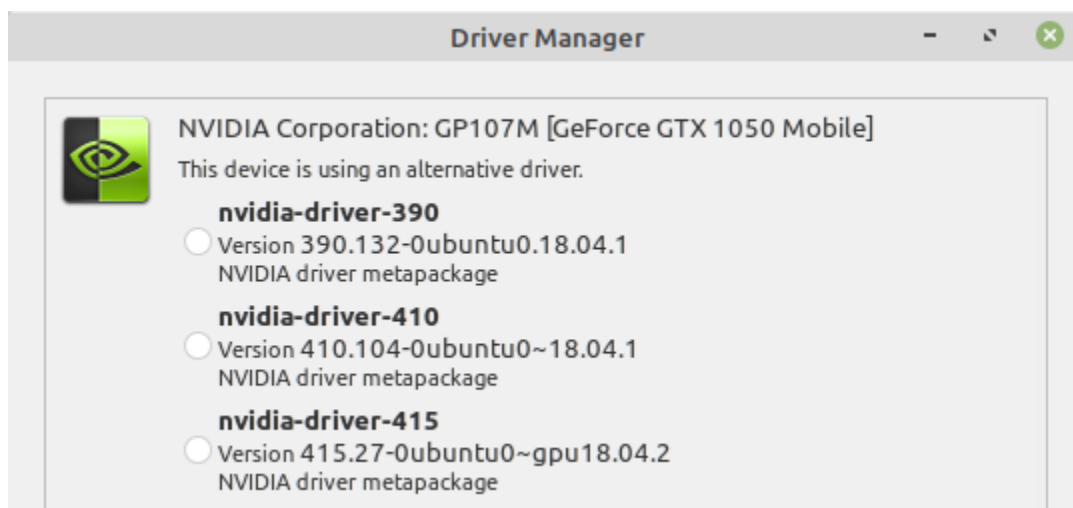 Driver Manager
NVIDIA Corporation: GP107M [GeForce GTX 1050 Mobile]
This device is using an alternative driver.
nvidia-driver-390
Version 390.132-0ubuntu0.18.04.1
NVIDIA driver metapackage
nvidia-driver-410
Version 410.104-0ubuntu0~18.04.1
NVIDIA driver metapackage
nvidia-driver-415
Version 415.27-0ubuntu0~gpu18.04.2
NVIDIA driver metapackage